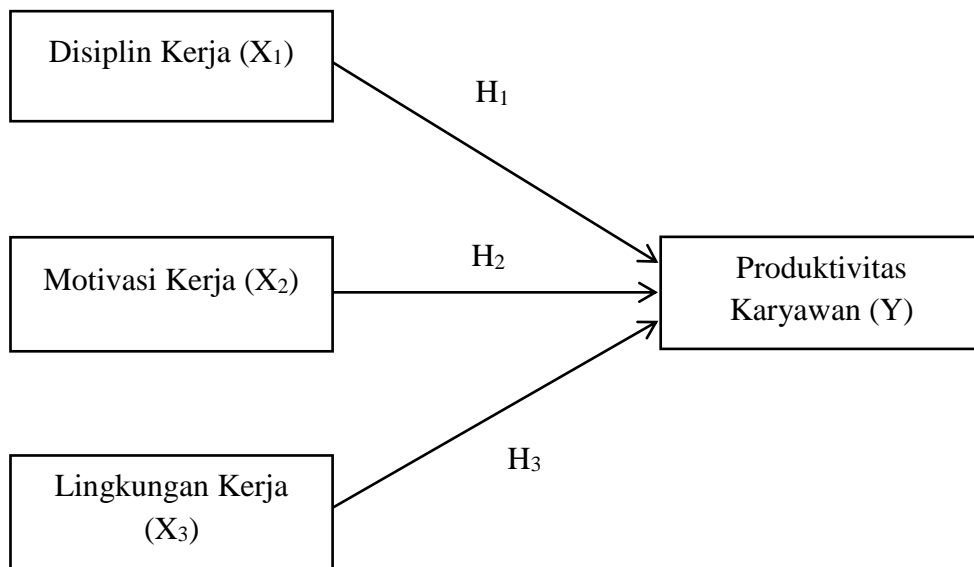 Disiplin Kerja (X₁)
H₁
Motivasi Kerja (X₂)
H₂
Produktivitas
Karyawan (Y)
H₃
Lingkungan Kerja
(X₃)